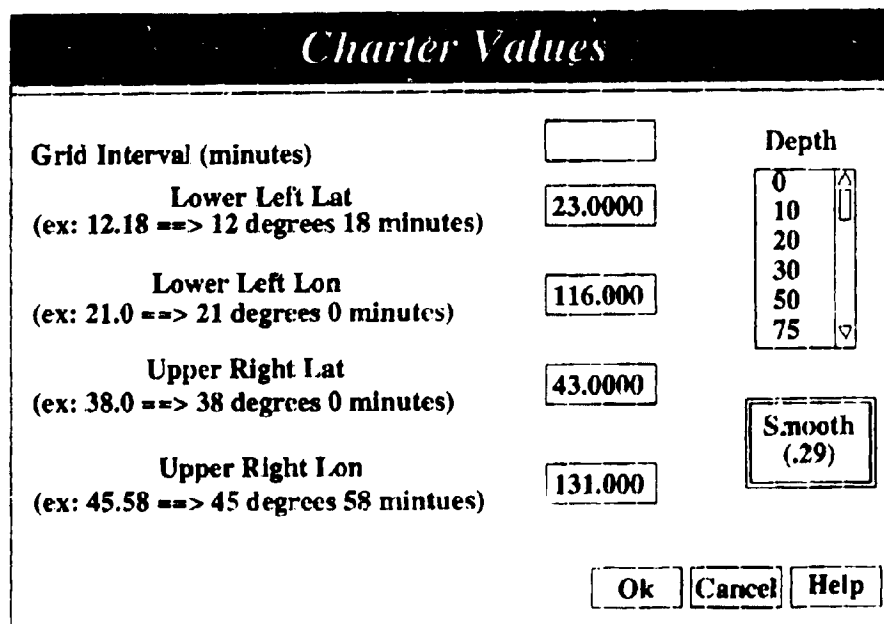 Charter Values
Grid Interval (minutes)
Lower Left Lat
(ex: 12.18 ==> 12 degrees 18 minutes)
23.0000
Lower Left Lon
(ex: 21.0 ==> 21 degrees 0 minutes)
116.000
Upper Right Lat
(ex: 38.0 ==> 38 degrees 0 minutes)
43.0000
Upper Right Lon
(ex: 45.58 ==> 45 degrees 58 mintues)
131.000
Depth
0
10
20
30
50
75
Smooth
(.29)
Ok Cancel Help